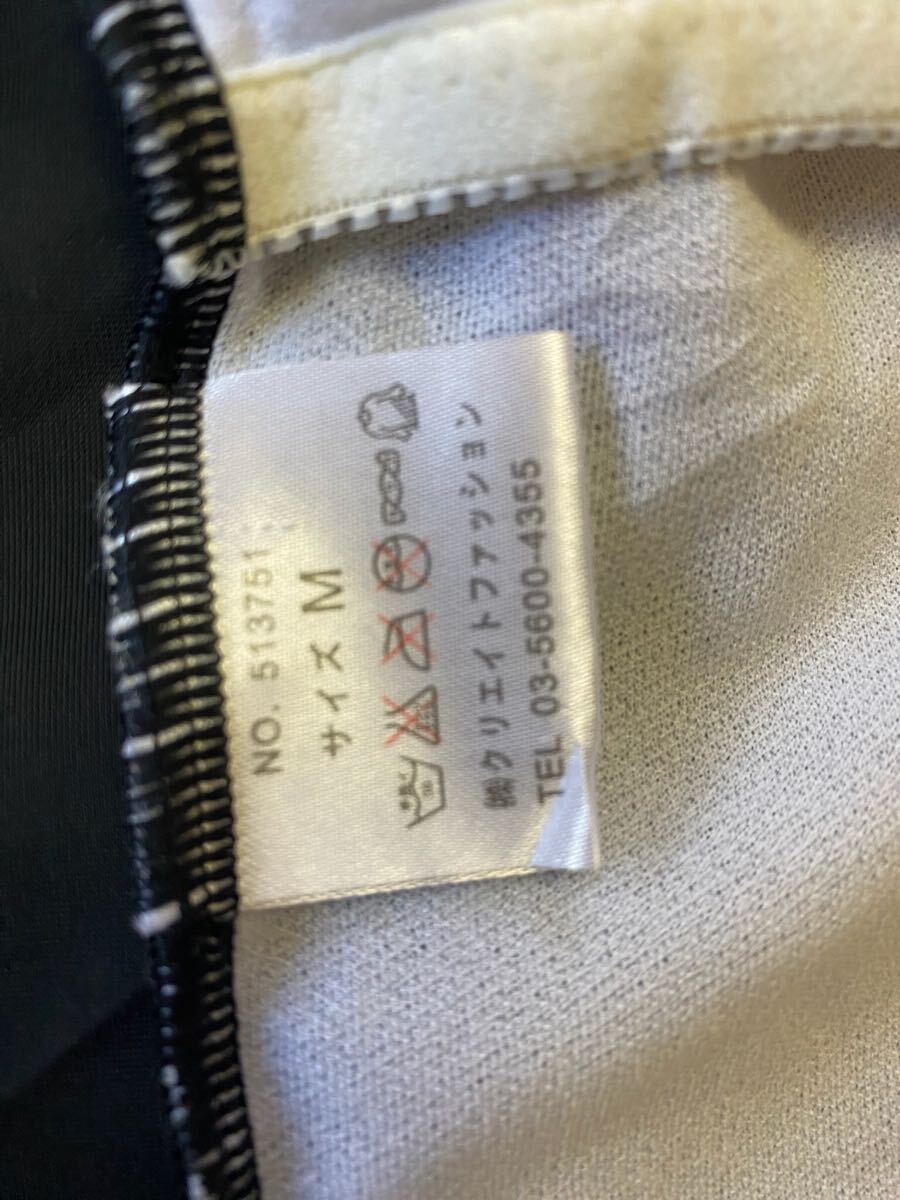 NO. 513751
サイズ M
㈱クリエイトファッション
TEL 03-5600-4355